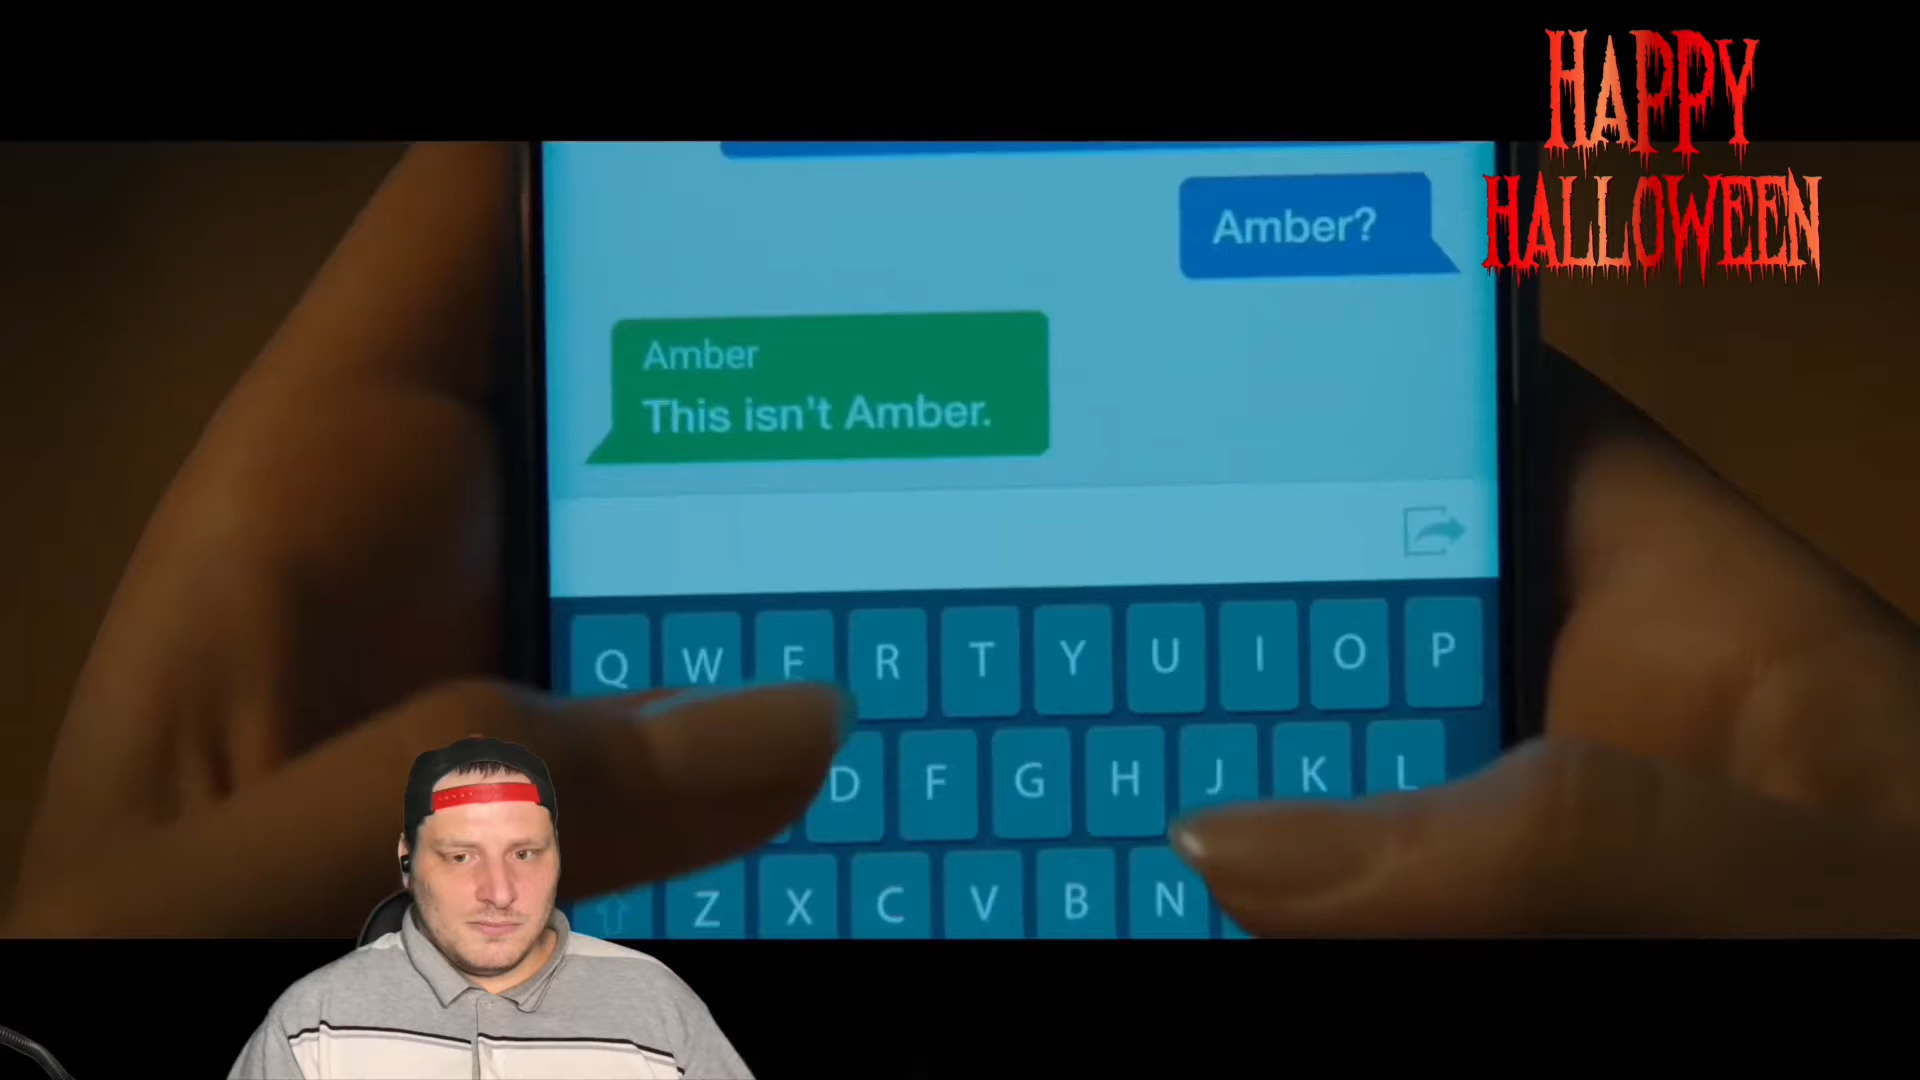 HAPPY
HALLOWEEN
Amber?
Amber
This isn't Amber.
Q W E R T Y U I O P
D F G H J K L
Z X C V B N